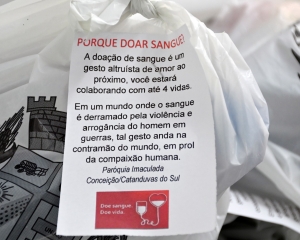 PORQUE DOAR SANGUE?
A doação de sangue é um
gesto altruísta de amor ao
próximo, você estará
colaborando com até 4 vidas.
Em um mundo onde o sangue
é derramado pela violência e
arrogância do homem em
guerras, tal gesto anda na
contramão do mundo, em prol
da compaixão humana.
Paróquia Imaculada
Conceição/Catanduvas do Sul
Doe sangue
Doe vida.